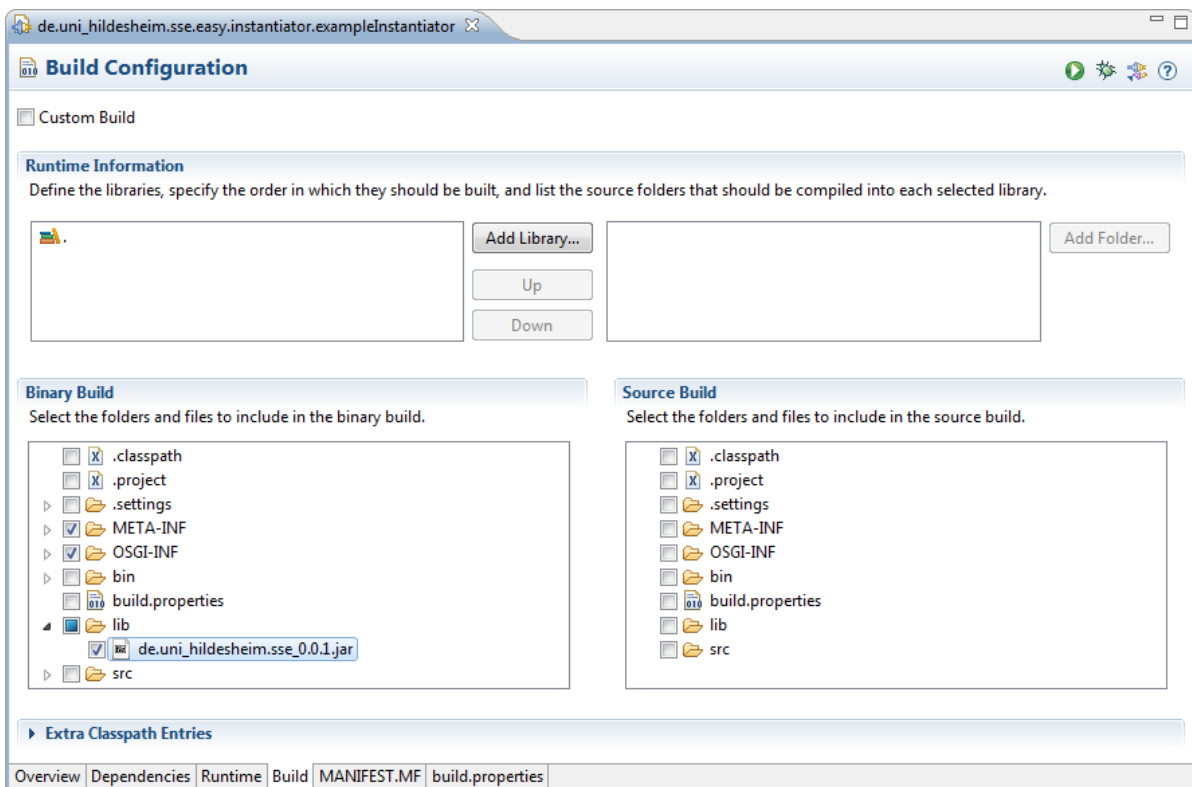 de.uni_hildesheim.sse.easy.instantiator.exampleInstantiator
Build Configuration
Custom Build
Runtime Information
Define the libraries, specify the order in which they should be built, and list the source folders that should be compiled into each selected library.
.
Add Library...
Up
Down
Add Folder...
Binary Build
Select the folders and files to include in the binary build.
.classpath
.project
.settings
META-INF
OSGI-INF
bin
build.properties
lib
de.uni_hildesheim.sse_0.0.1.jar
src
Source Build
Select the folders and files to include in the source build.
.classpath
.project
.settings
META-INF
OSGI-INF
bin
build.properties
lib
src
Extra Classpath Entries
Overview Dependencies Runtime Build MANIFEST.MF build.properties